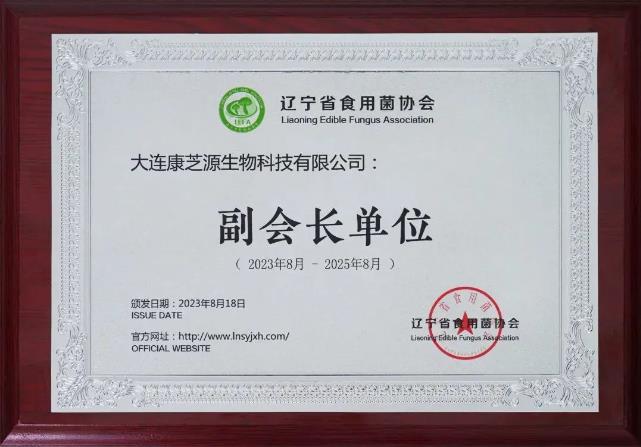 辽宁省食用菌协会
Liaoning Edible Fungus Association
大连康芝源生物科技有限公司：
副会长单位
（ 2023年8月 - 2025年8月 ）
颁发日期：2023年8月18日
ISSUE DATE
官方网址：http://www.lnsyjxh.com/
OFFICIAL WEBSITE
辽宁省食用菌协会
Liaoning Edible Fungus Association